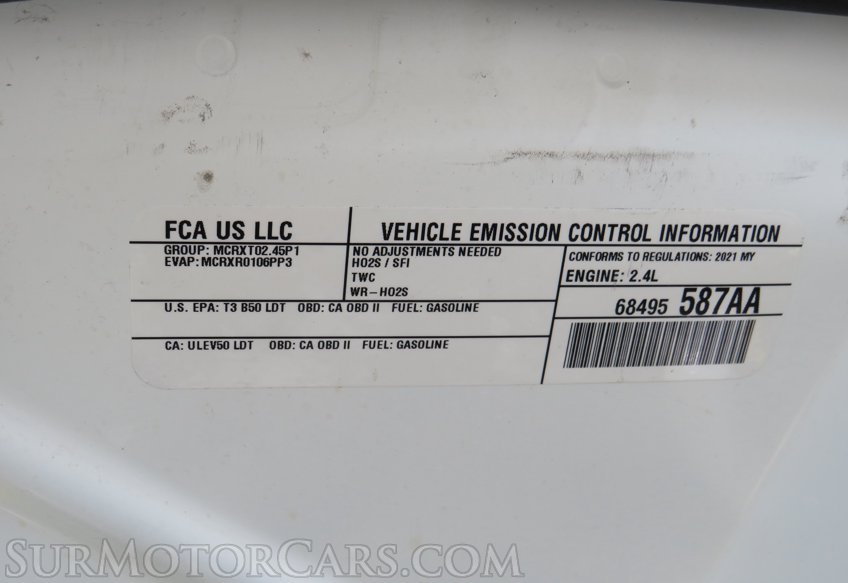 FCA US LLC
VEHICLE EMISSION CONTROL INFORMATION
GROUP: MCRXT02.45P1
EVAP: MCRXR0106PP3
NO ADJUSTMENTS NEEDED
HO2S / SFI
TWC
WR-HO2S
CONFORMS TO REGULATIONS: 2021 MY
ENGINE: 2.4L
U.S. EPA: T3 B50 LDT OBD: CA OBD II FUEL: GASOLINE
68495 587AA
CA: ULEV50 LDT OBD: CA OBD II FUEL: GASOLINE
SURMOTORCARS.COM